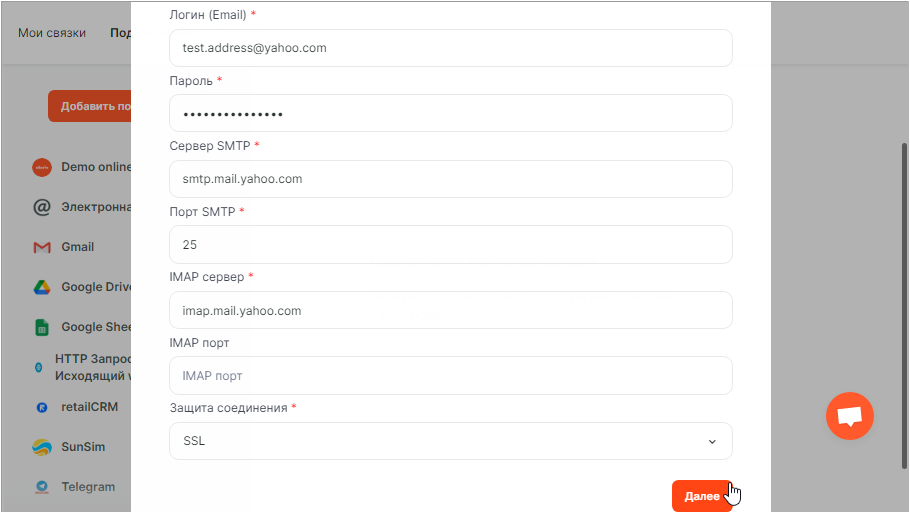 Мои связки
Под
Добавить по
Demo online
Электронна
Gmail
Google Drive
Google Shee
HTTP Запрос
Исходящий w
retailCRM
SunSim
Telegram
Логин (Email) *
test.address@yahoo.com
Пароль *
•••••••••••••••
Сервер SMTP *
smtp.mail.yahoo.com
Порт SMTP *
25
IMAP сервер *
imap.mail.yahoo.com
IMAP порт
IMAP порт
Защита соединения *
SSL
Далее